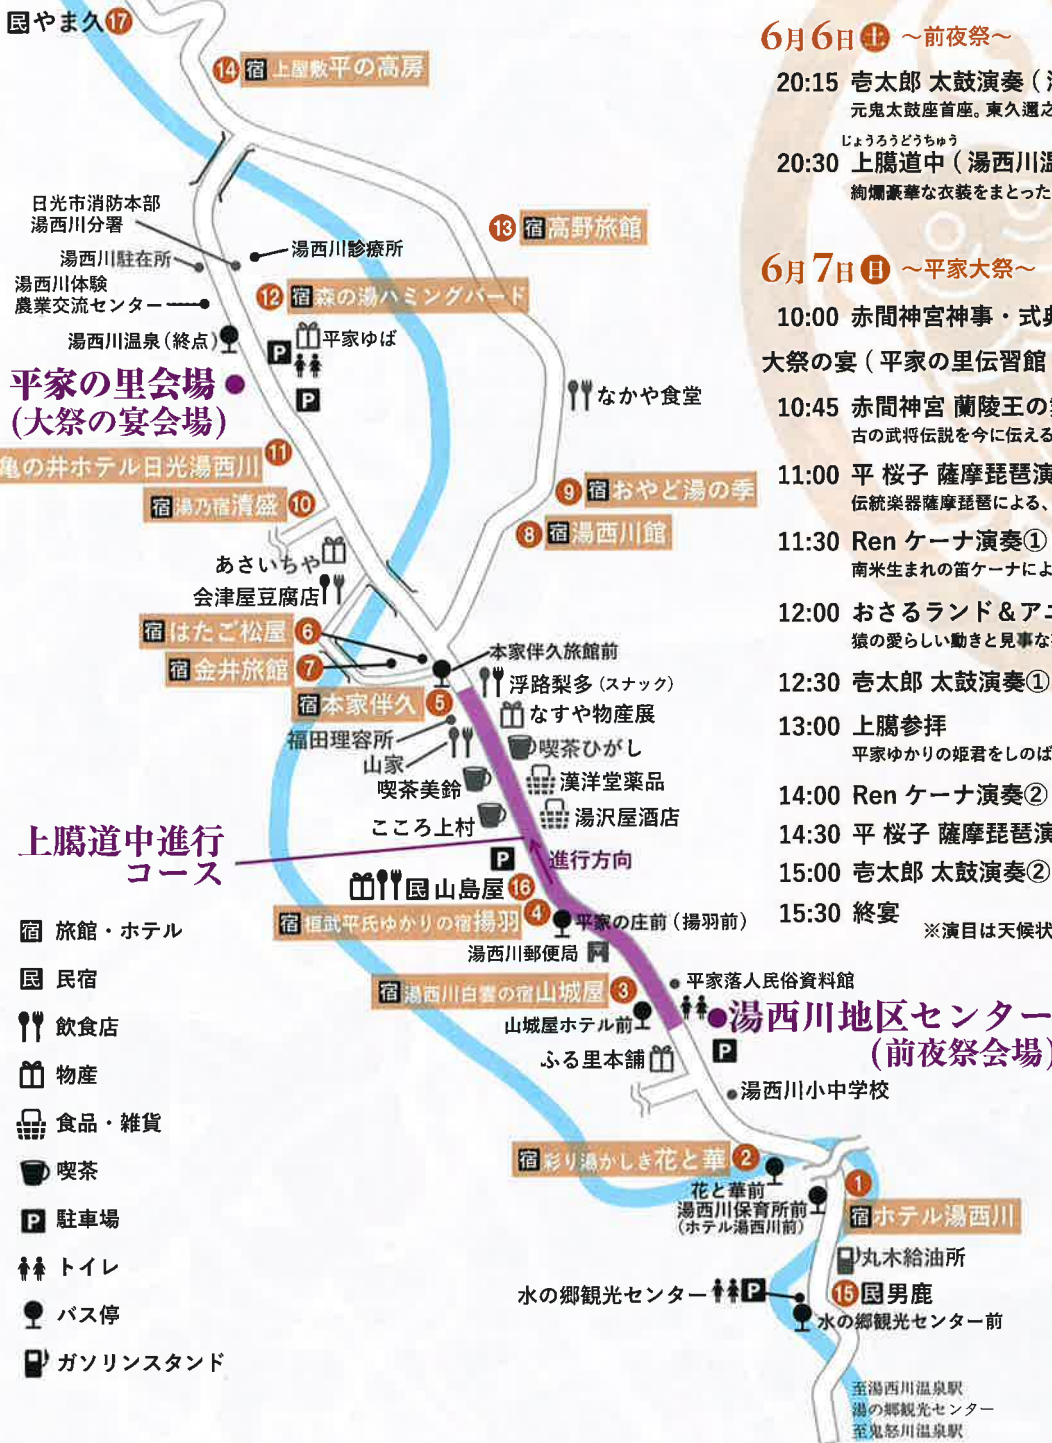 民やま久17
14 宿 上屋敷平の高房
日光市消防本部
湯西川分署
湯西川駐在所
湯西川診療所
湯西川体験
農業交流センター
湯西川温泉(終点)
13 宿高野旅館
12 宿森の湯ハミングバード
平家ゆば
P
P
平家の里会場
(大祭の宴会場)
なかや食堂
亀の井ホテル日光湯西川 11
宿湯乃宿清盛 10
9 宿おやど湯の季
8 宿湯西川館
あさいちや
会津屋豆腐店
宿はたご松屋 6
宿金井旅館 7
本家伴久旅館前
宿本家伴久 5
浮路梨多(スナック)
なすや物産展
福田理容所
山家
喫茶ひがし
喫茶美鈴
漢洋堂薬品
こころ上村
湯沢屋酒店
上臈道中進行
コース
P
進行方向
民山島屋 16
宿桓武平氏ゆかりの宿揚羽 4
平家の庄前(揚羽前)
湯西川郵便局
宿湯西川白雲の宿山城屋 3
平家落人民俗資料館
山城屋ホテル前
湯西川地区センター
(前夜祭会場)
ふる里本舗
P
湯西川小中学校
宿彩り湯かしき花と華 2
花と華前
湯西川保育所前
(ホテル湯西川前)
1
宿ホテル湯西川
丸木給油所
水の郷観光センター P
15 民男鹿
水の郷観光センター前
至湯西川温泉駅
湯の郷観光センター
至鬼怒川温泉駅
宿 旅館・ホテル
民 民宿
飲食店
物産
食品・雑貨
喫茶
P 駐車場
トイレ
バス停
ガソリンスタンド
6月6日土 ～前夜祭～
20:15 壱太郎 太鼓演奏(
元鬼太鼓座首座。東久邇之
じょうろうどうちゅう
20:30 上臈道中(湯西川温
絢爛豪華な衣装をまとった
6月7日日 ～平家大祭～
10:00 赤間神宮神事・式典
大祭の宴(平家の里伝習館
10:45 赤間神宮 蘭陵王の
古の武将伝説を今に伝える
11:00 平 桜子 薩摩琵琶演
伝統楽器薩摩琵琶による、
11:30 Ren ケーナ演奏①
南米生まれの笛ケーナによ
12:00 おさるランド&アニ
猿の愛らしい動きと見事な
12:30 壱太郎 太鼓演奏①
13:00 上臈参拝
平家ゆかりの姫君をしのば
14:00 Ren ケーナ演奏②
14:30 平 桜子 薩摩琵琶演
15:00 壱太郎 太鼓演奏②
15:30 終宴
※演目は天候状